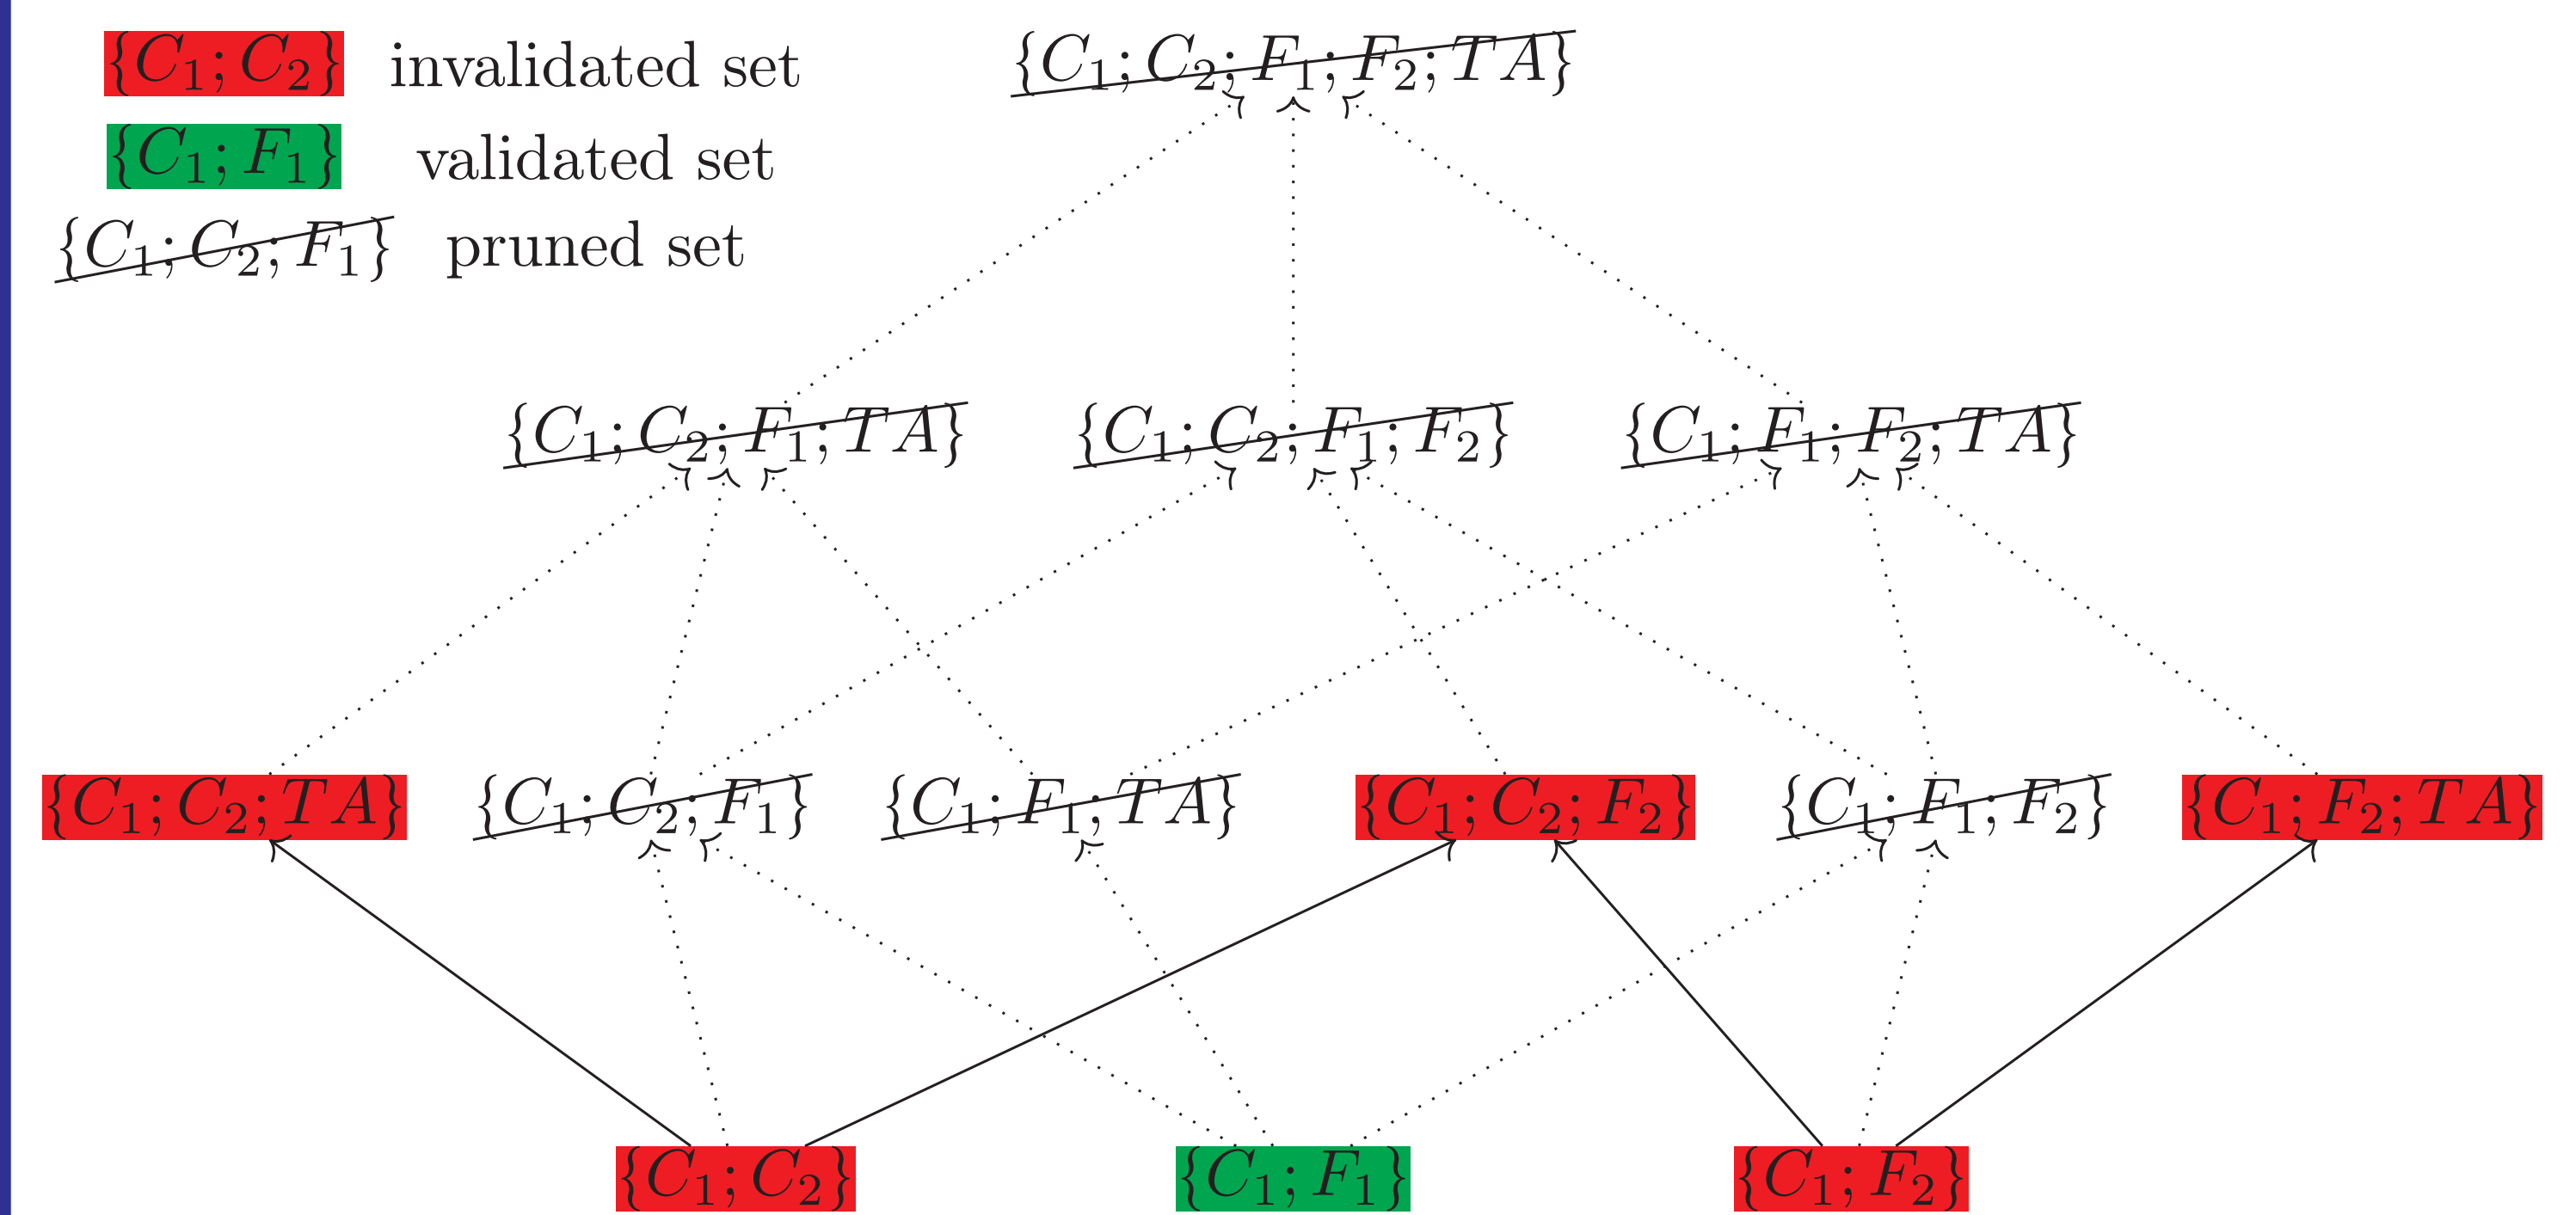 {C₁; C₂} invalidated set
{C₁; F₁} validated set
{C₁; C₂; F₁} pruned set
{C₁; C₂; F₁; F₂; TA}
{C₁; C₂; F₁; TA} {C₁; C₂; F₁; F₂} {C₁; F₁; F₂; TA}
{C₁; C₂; TA} {C₁; C₂; F₁} {C₁; F₁; TA} {C₁; C₂; F₂} {C₁; F₁; F₂} {C₁; F₂; TA}
{C₁; C₂} {C₁; F₁} {C₁; F₂}